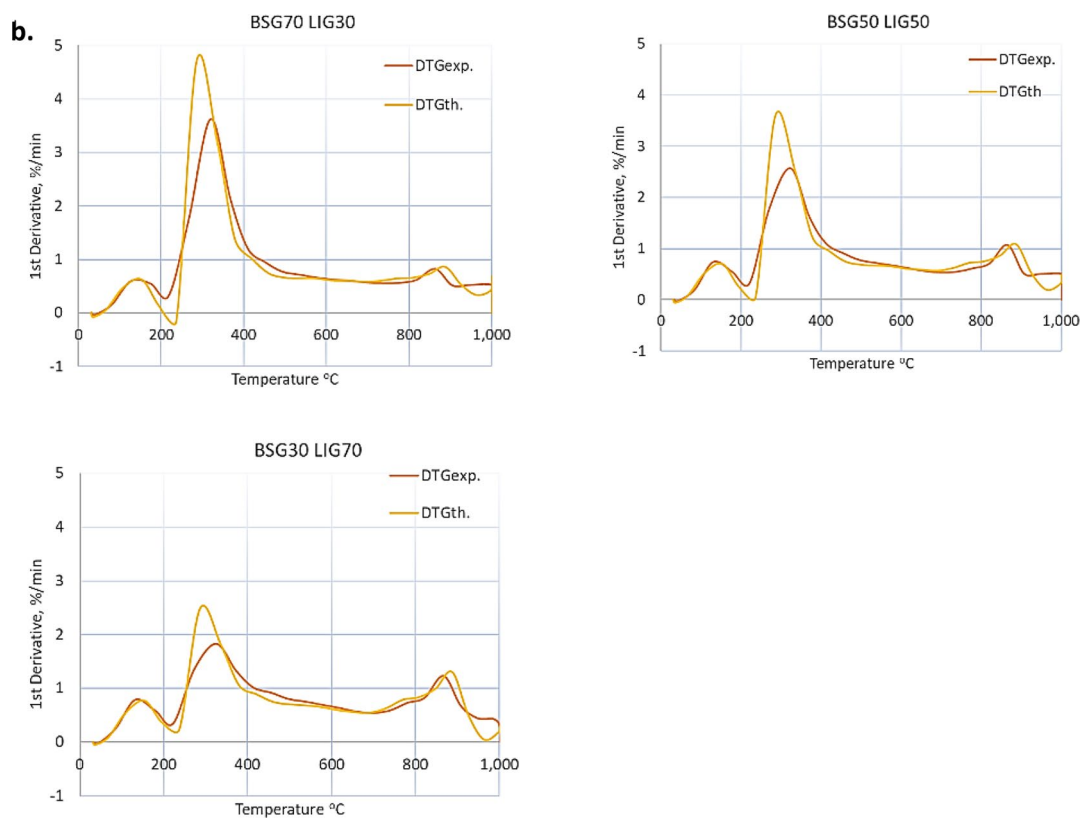 b.
BSG70 LIG30
5
4
3
2
1
0
-1
1st Derivative, %/min
DTGexp.
DTGth.
0 200 400 600 800 1,000
Temperature ºC
BSG50 LIG50
5
4
3
2
1
0
-1
1st Derivative, %/min
DTGexp.
DTGth
0 200 400 600 800 1,000
Temperature ºC
BSG30 LIG70
5
4
3
2
1
0
-1
1st Derivative, %/min
DTGexp.
DTGth.
0 200 400 600 800 1,000
Temperature ºC